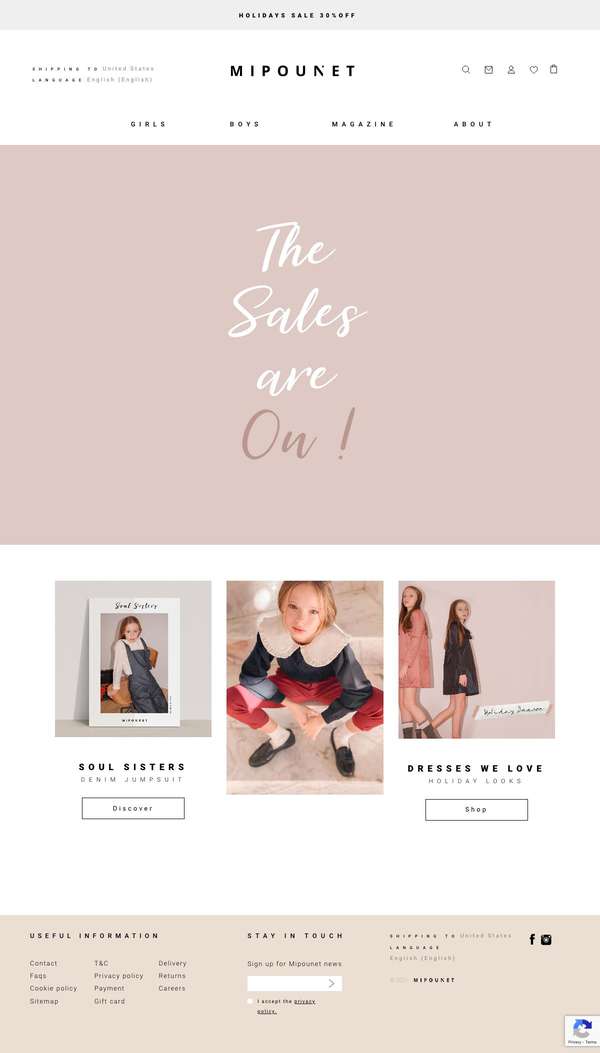 HOLIDAYS SALE 30%OFF
SHIPPING TO United States
LANGUAGE English (English)
MIPOUNET
GIRLS
BOYS
MAGAZINE
ABOUT
The
Sales
are
On !
Soul Sisters
MIPOUNET
SOUL SISTERS
DENIM JUMPSUIT
Discover
DRESSES WE LOVE
HOLIDAY LOOKS
Shop
USEFUL INFORMATION
Contact
T&C
Delivery
Faqs
Privacy policy
Returns
Cookie policy
Payment
Careers
Sitemap
Gift card
STAY IN TOUCH
Sign up for Mipounet news
I accept the privacy
policy.
SHIPPING TO United States
LANGUAGE
English (English)
MIPOUNET
Privacy - Terms